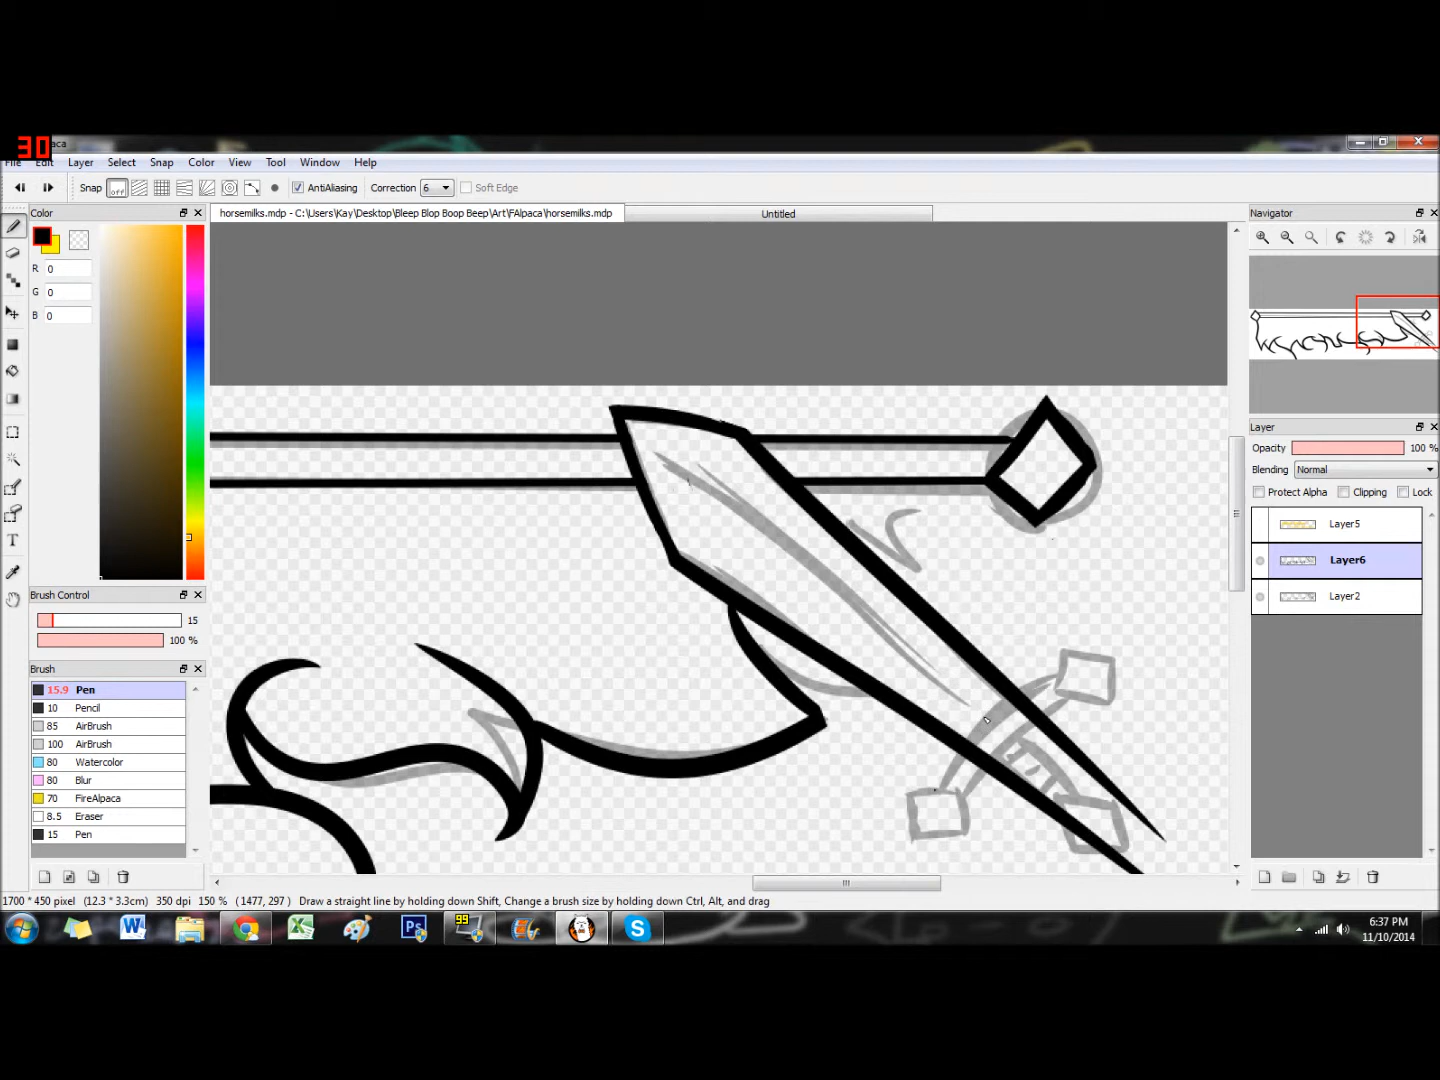 30
paca
File Edit Layer Select Snap Color View Tool Window Help
Snap off AntiAliasing Correction 6 Soft Edge
Color
horsemilks.mdp - C:\Users\Kay\Desktop\Bleep Blop Boop Beep\Art\FAlpaca\horsemilks.mdp
Untitled
Navigator
R 0
G 0
B 0
Layer
Opacity 100 %
Blending Normal
Protect Alpha Clipping Lock
Layer5
Layer6
Layer2
Brush Control
15
100 %
Brush
15.9 Pen
10 Pencil
85 AirBrush
100 AirBrush
80 Watercolor
80 Blur
70 FireAlpaca
8.5 Eraser
15 Pen
1700 * 450 pixel (12.3 * 3.3cm) 350 dpi 150 % (1477, 297) Draw a straight line by holding down Shift, Change a brush size by holding down Ctrl, Alt, and drag
99
6:37 PM
11/10/2014